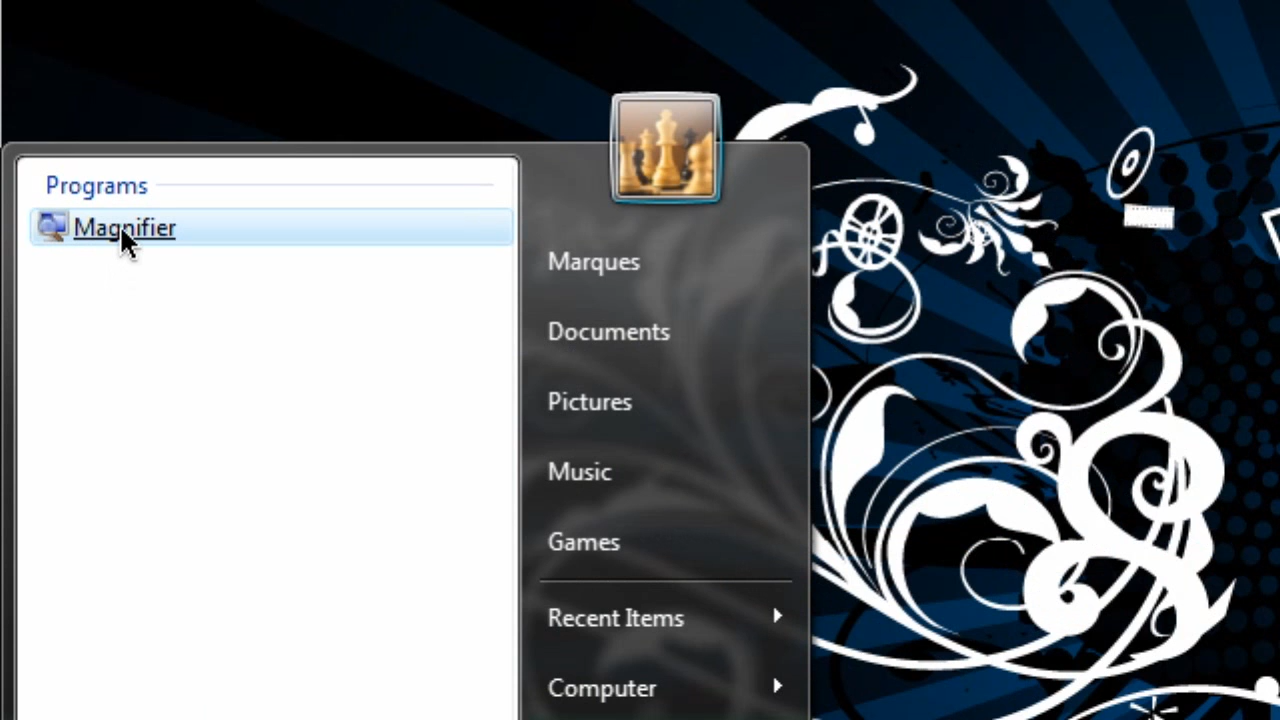 Programs
Magnifier
Marques
Documents
Pictures
Music
Games
Recent Items
Computer